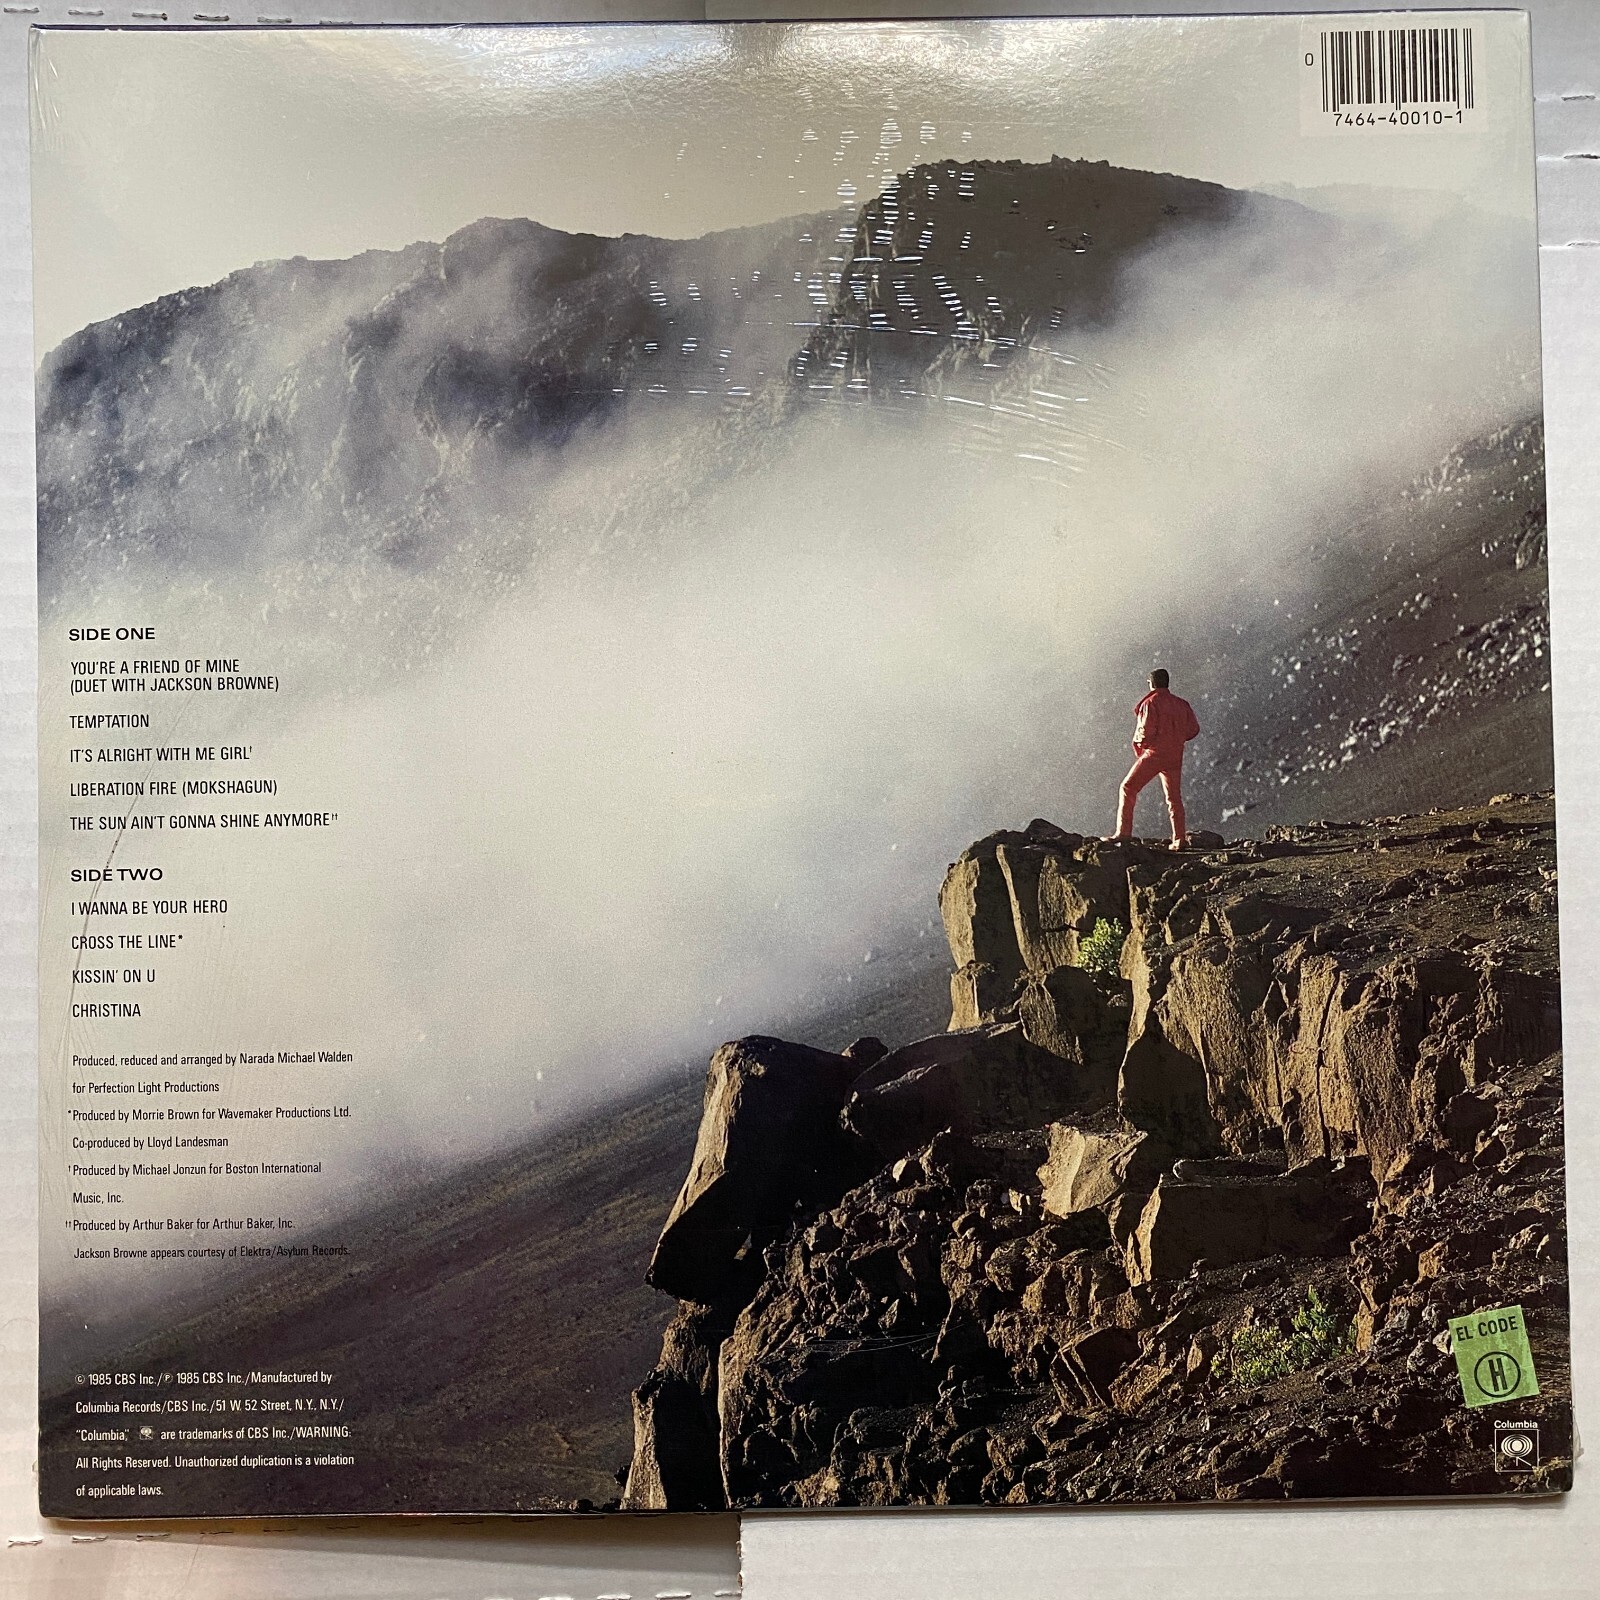 0
7464-40010-1
SIDE ONE
YOU'RE A FRIEND OF MINE
(DUET WITH JACKSON BROWNE)
TEMPTATION
IT'S ALRIGHT WITH ME GIRL†
LIBERATION FIRE (MOKSHAGUN)
THE SUN AIN'T GONNA SHINE ANYMORE††
SIDE TWO
I WANNA BE YOUR HERO
CROSS THE LINE*
KISSIN' ON U
CHRISTINA
Produced, reduced and arranged by Narada Michael Walden
for Perfection Light Productions
*Produced by Morrie Brown for Wavemaker Productions Ltd.
Co-produced by Lloyd Landesman
†Produced by Michael Jonzun for Boston International
Music, Inc.
††Produced by Arthur Baker for Arthur Baker, Inc.
Jackson Browne appears courtesy of Elektra/Asylum Records.
© 1985 CBS Inc./℗ 1985 CBS Inc./Manufactured by
Columbia Records/CBS Inc./51 W. 52 Street, N.Y., N.Y./
"Columbia," are trademarks of CBS Inc./WARNING:
All Rights Reserved. Unauthorized duplication is a violation
of applicable laws.
EL CODE
H
Columbia